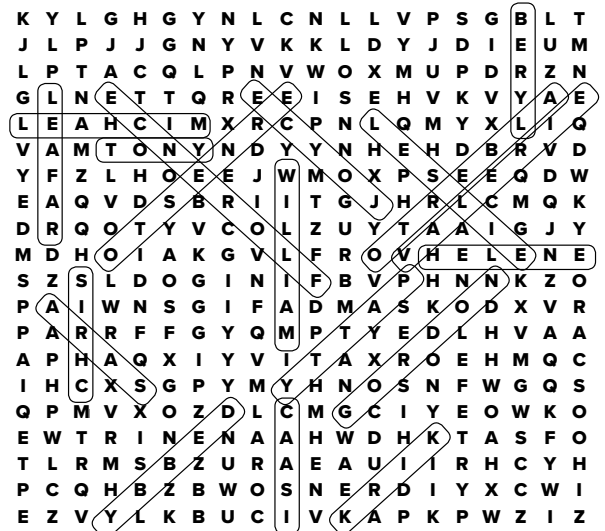 K Y L G H G Y N L C N L L V P S G B L T
J L P J J G N Y V K K L D Y J D I E U M
L P T A C Q L P N V W O X M U P D R Z N
G L N E T T Q R E E I S E H V K V Y A E
L E A H C I M X R C P N L Q M Y X L I Q
V A M T O N Y N D Y Y N H E H D B R V D
Y F Z L H O E E J W M O X P S E E Q D W
E A Q V D S B R I I T G J H R L C M Q K
D R Q O T Y V C O L Z U Y T A A I G J Y
M D H O I A K G V L F R O V H E L E N E
S Z S L D O G I N I F B V P H N N K Z O
P A I W N S G I F A D M A S K O D X V R
P A R R F F G Y Q M P T Y E D L H V A A
A P H A Q X I Y V I T A X R O E H M Q C
I H C X S G P Y M Y H N O S N F W G Q S
Q P M V X O Z D L C M G C I Y E O W K O
E W T R I N E N A A H W D H K T A S F O
T L R M S B Z U R A E A U I I R H C Y H
P C Q H B Z B W O S N E R D I Y X C W I
E Z V Y L K B U C I V K A P K P W Z I Z